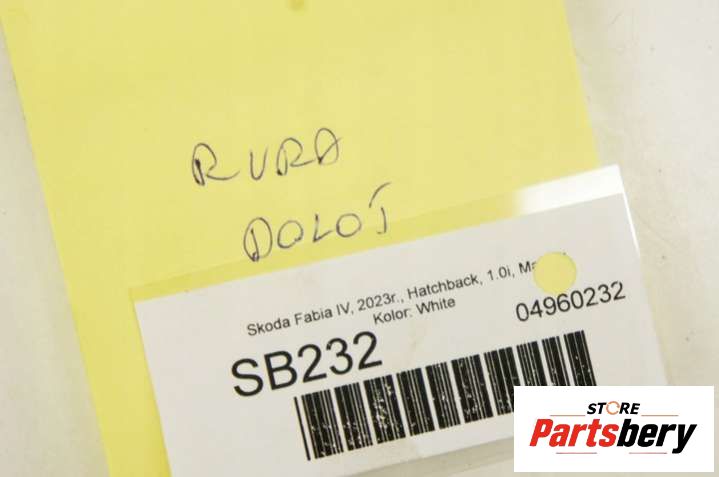 RURA
DOLOT
Skoda Fabia IV, 2023r., Hatchback, 1.0i, Ma
Kolor: White
04960232
SB232
STORE
Partsbery